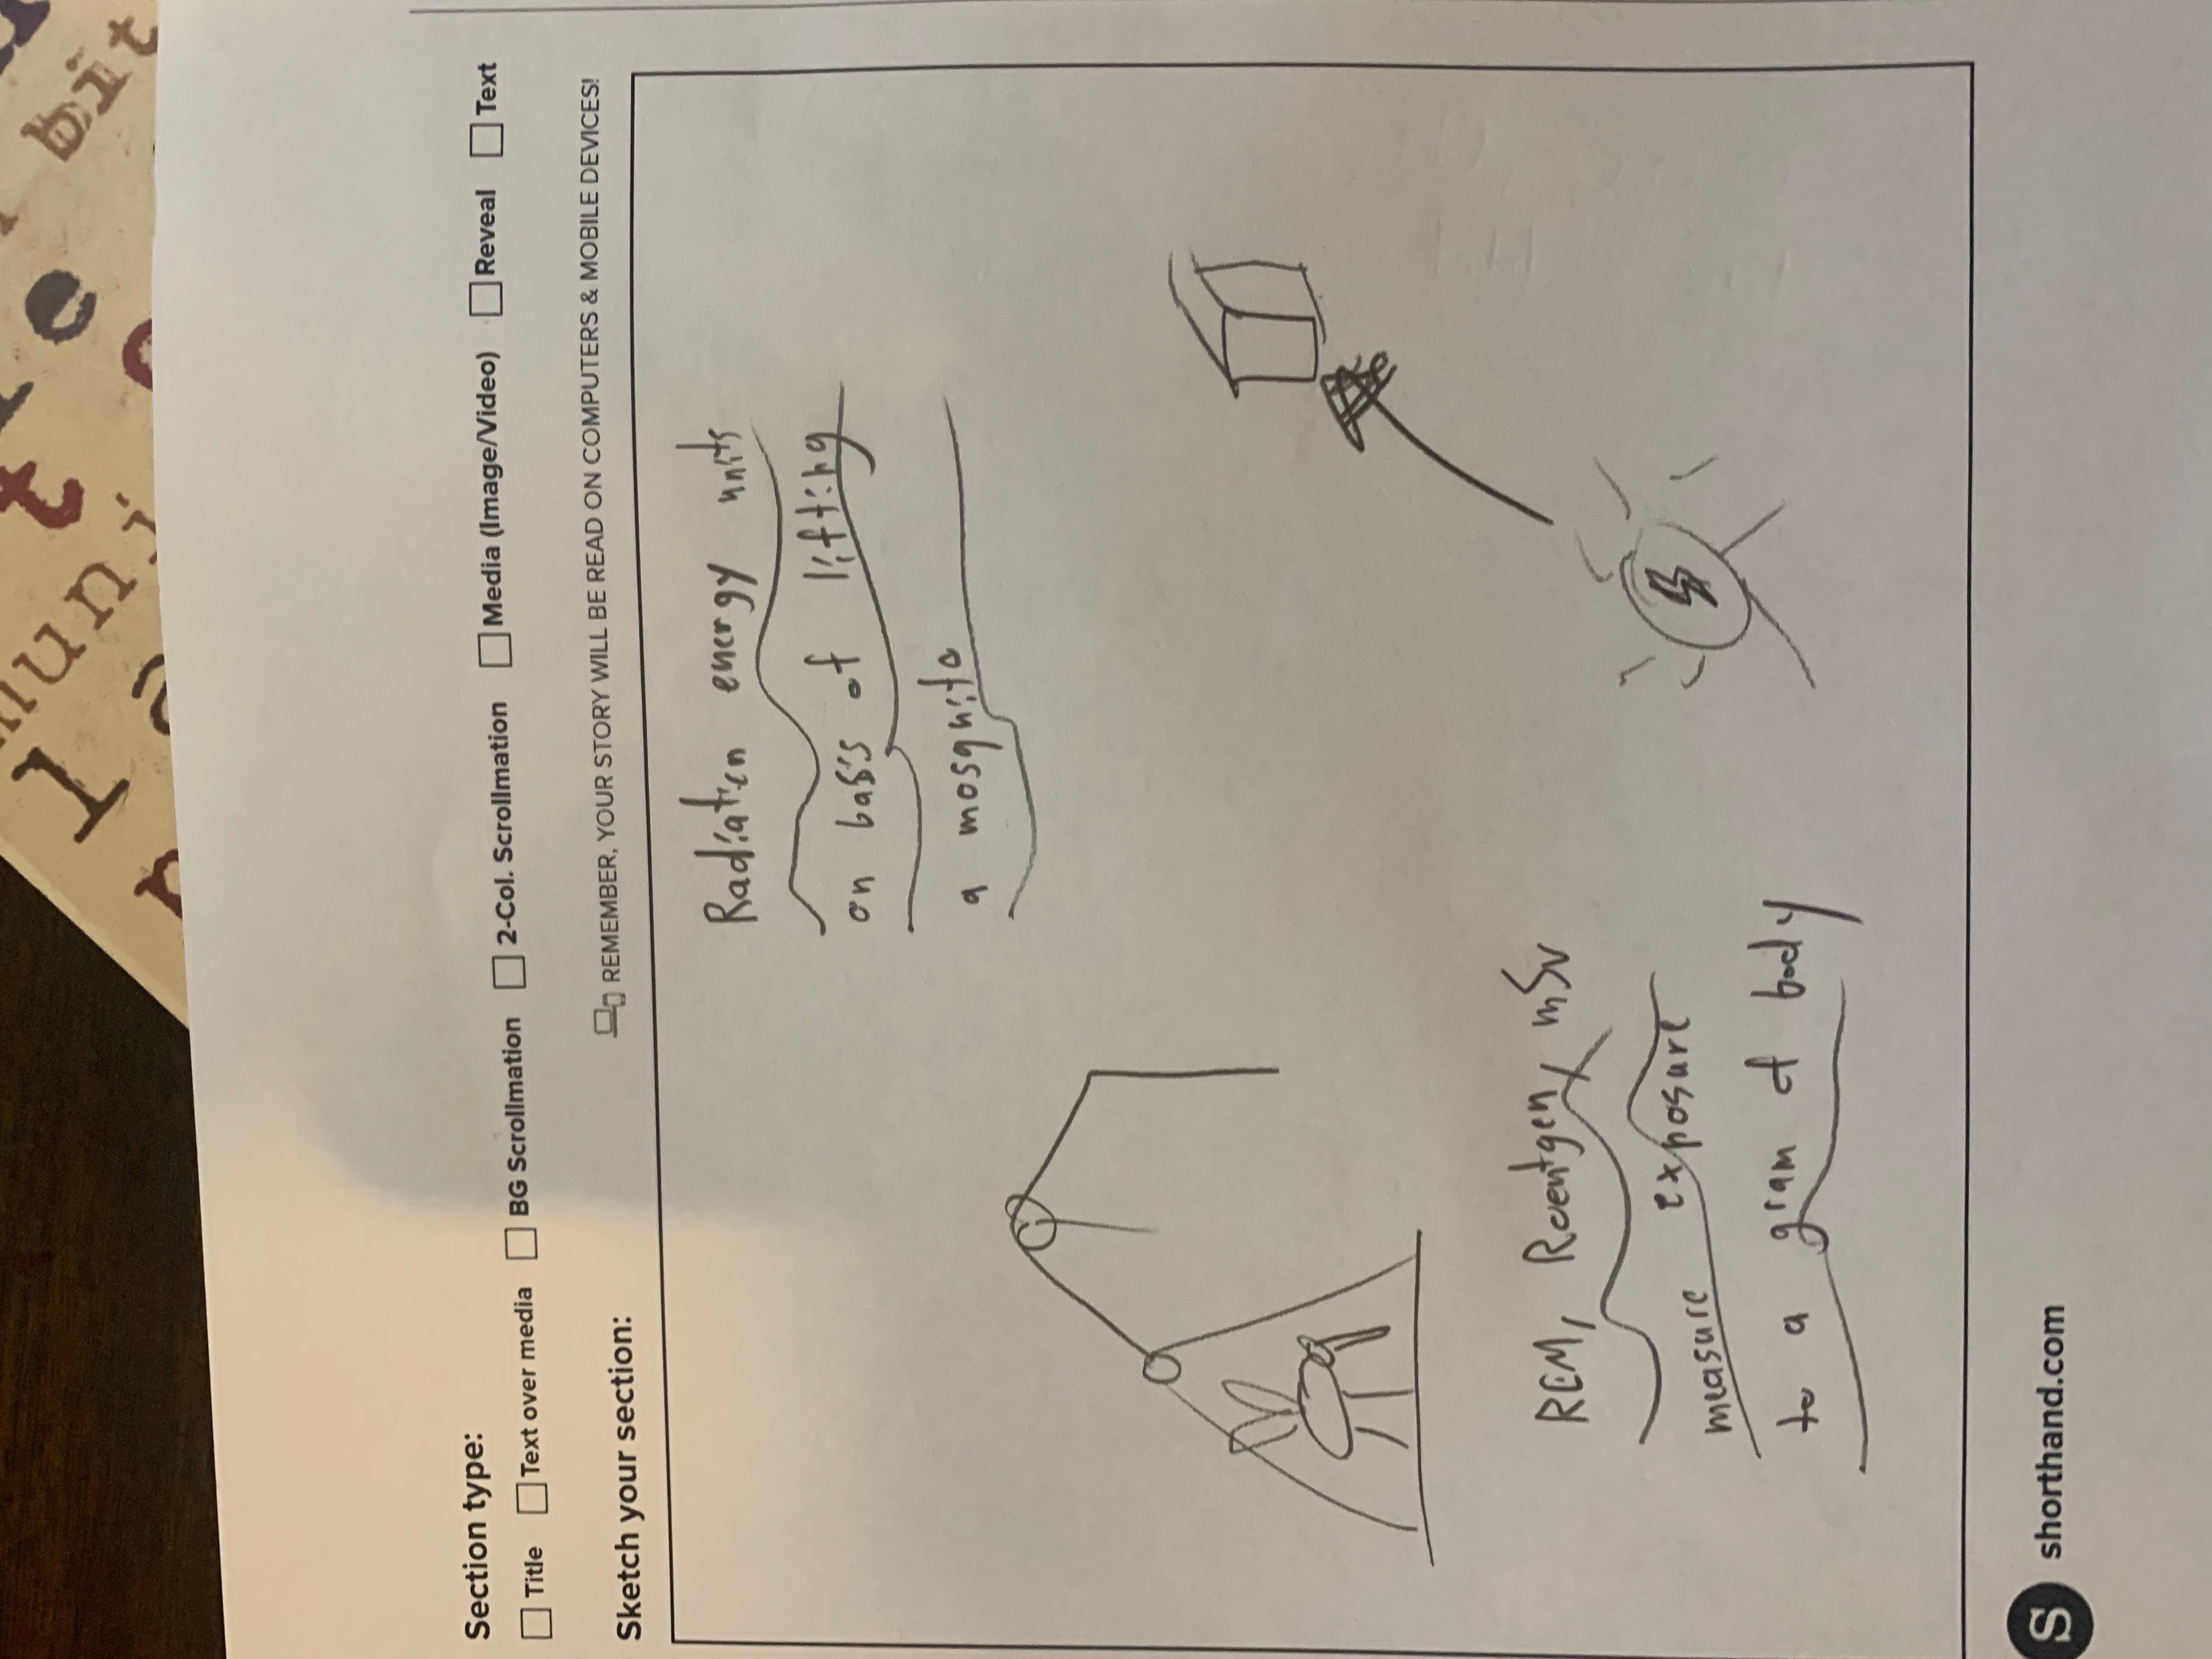 l uni t e bit
r a e
Section type:
Title Text over media BG Scrollmation 2-Col. Scrollmation Media (Image/Video) Reveal Text
Sketch your section:
REMEMBER, YOUR STORY WILL BE READ ON COMPUTERS & MOBILE DEVICES!
Radiation energy units
on basis of lifting
a mosquito
REM, Roentgen, mSv
measure exposure
to a gram of body
S shorthand.com